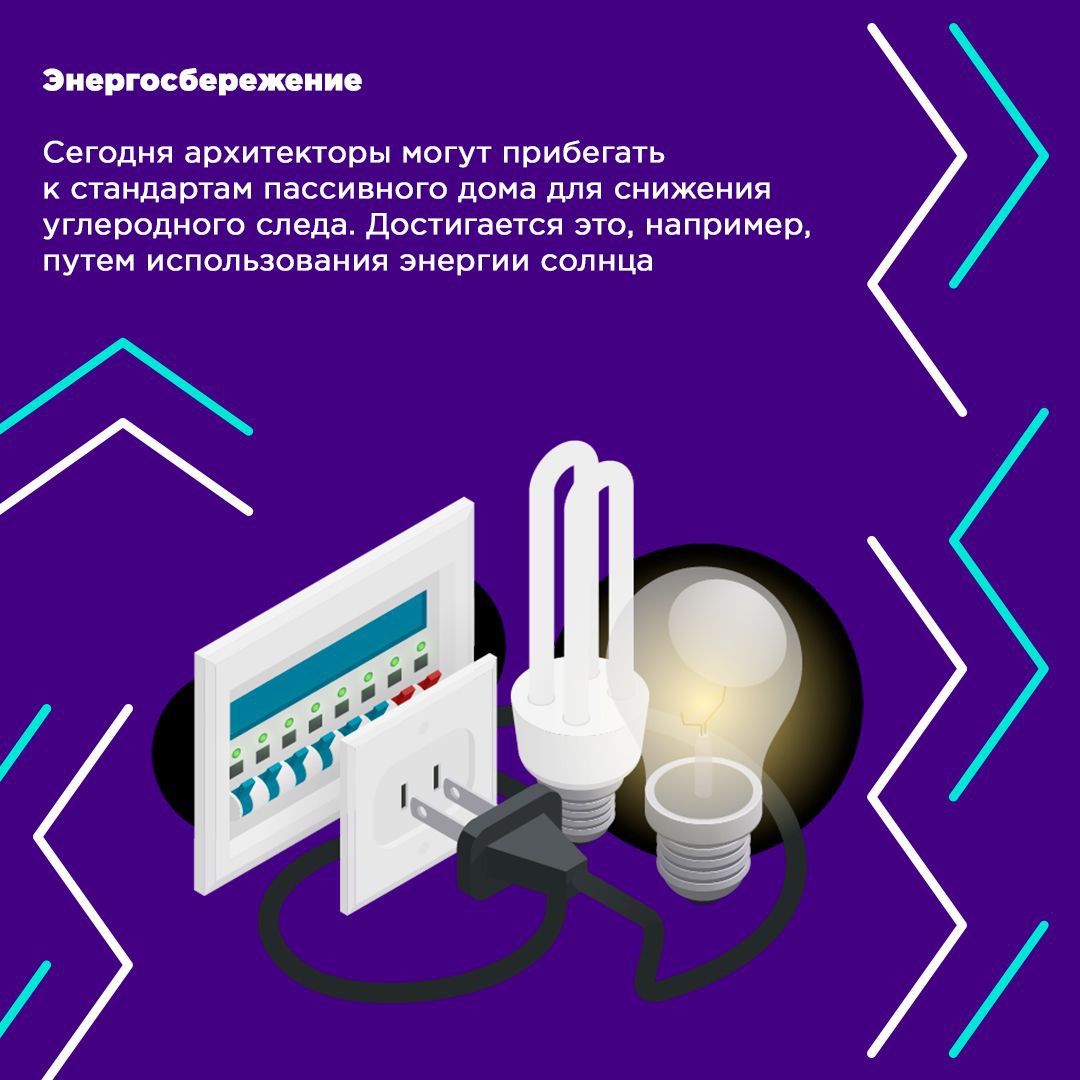 Энергосбережение
Сегодня архитекторы могут прибегать
к стандартам пассивного дома для снижения
углеродного следа. Достигается это, например,
путем использования энергии солнца